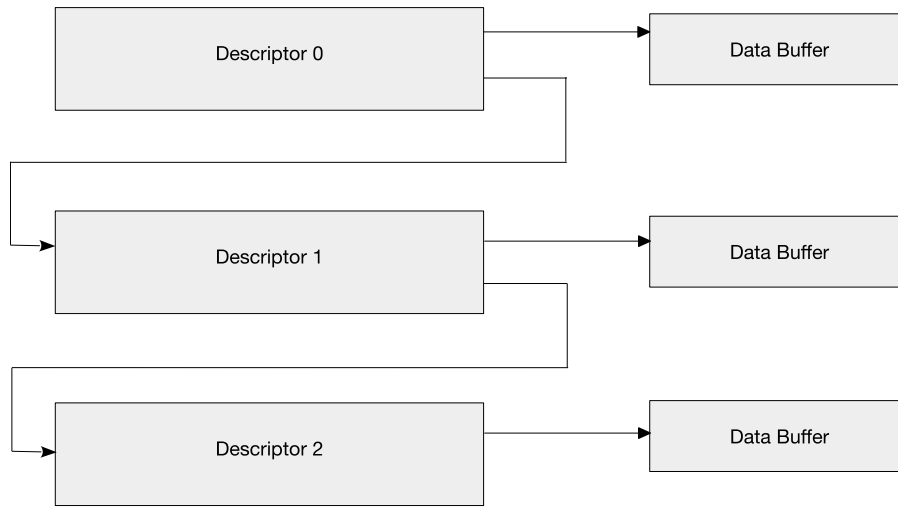 Descriptor 0
Data Buffer
Descriptor 1
Data Buffer
Descriptor 2
Data Buffer